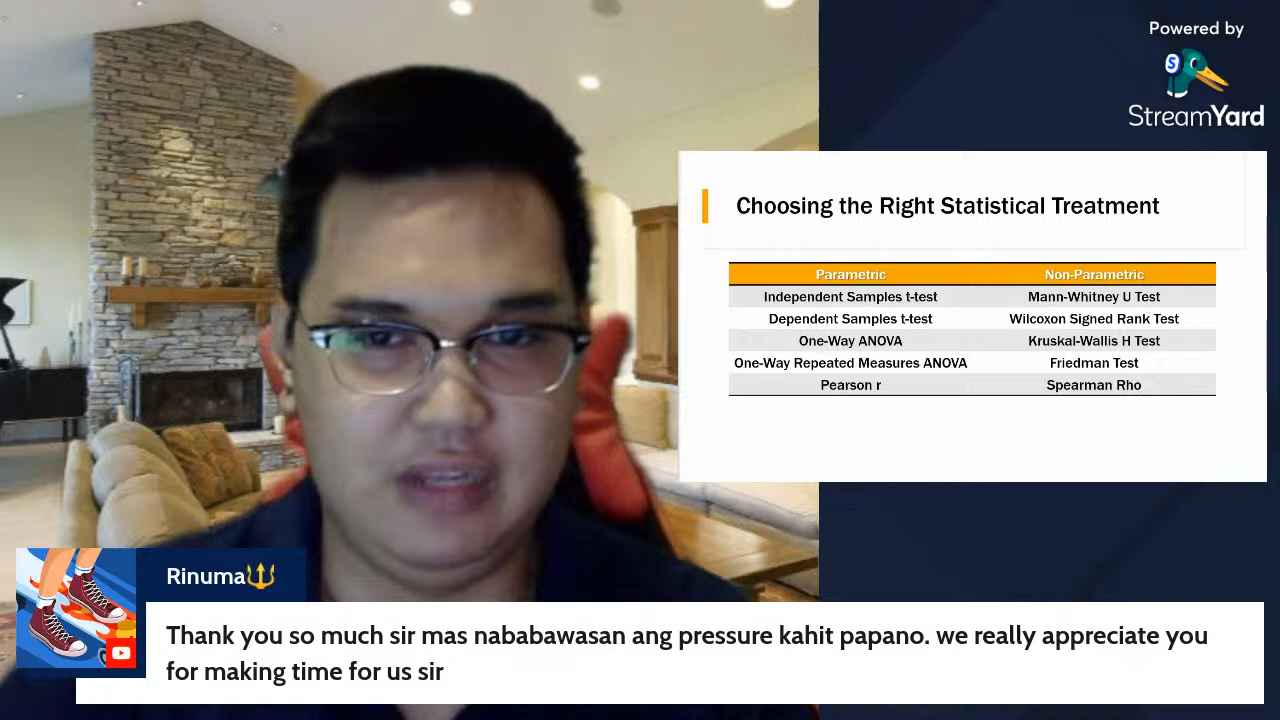 Powered by
StreamYard
Choosing the Right Statistical Treatment
Parametric Non-Parametric
Independent Samples t-test Mann-Whitney U Test
Dependent Samples t-test Wilcoxon Signed Rank Test
One-Way ANOVA Kruskal-Wallis H Test
One-Way Repeated Measures ANOVA Friedman Test
Pearson r Spearman Rho
Rinuma🔱
Thank you so much sir mas nababawasan ang pressure kahit papano. we really appreciate you
for making time for us sir